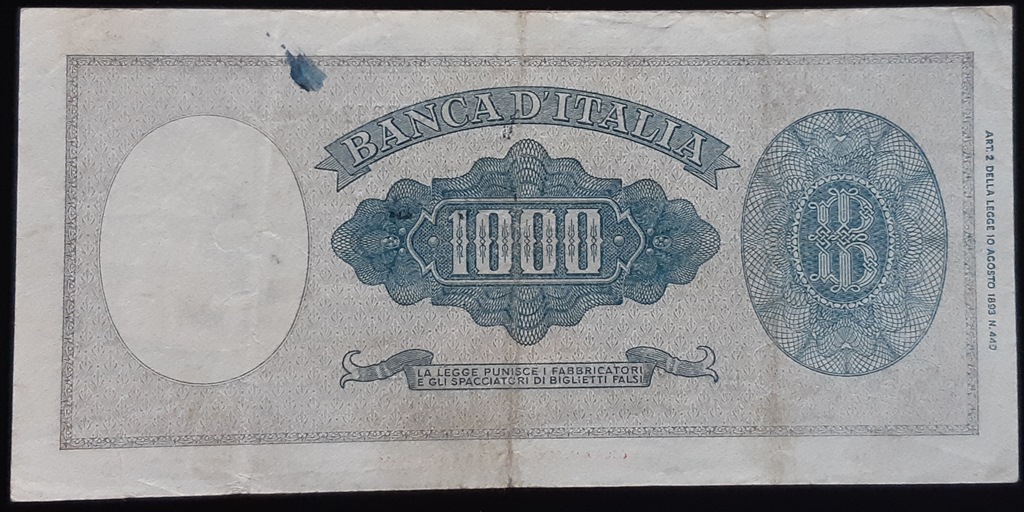 BANCA D'ITALIA
1000
LA LEGGE PUNISCE I FABBRICATORI
E GLI SPACCIATORI DI BIGLIETTI FALSI
ART. 2 DELLA LEGGE 10 AGOSTO 1893 N. 449